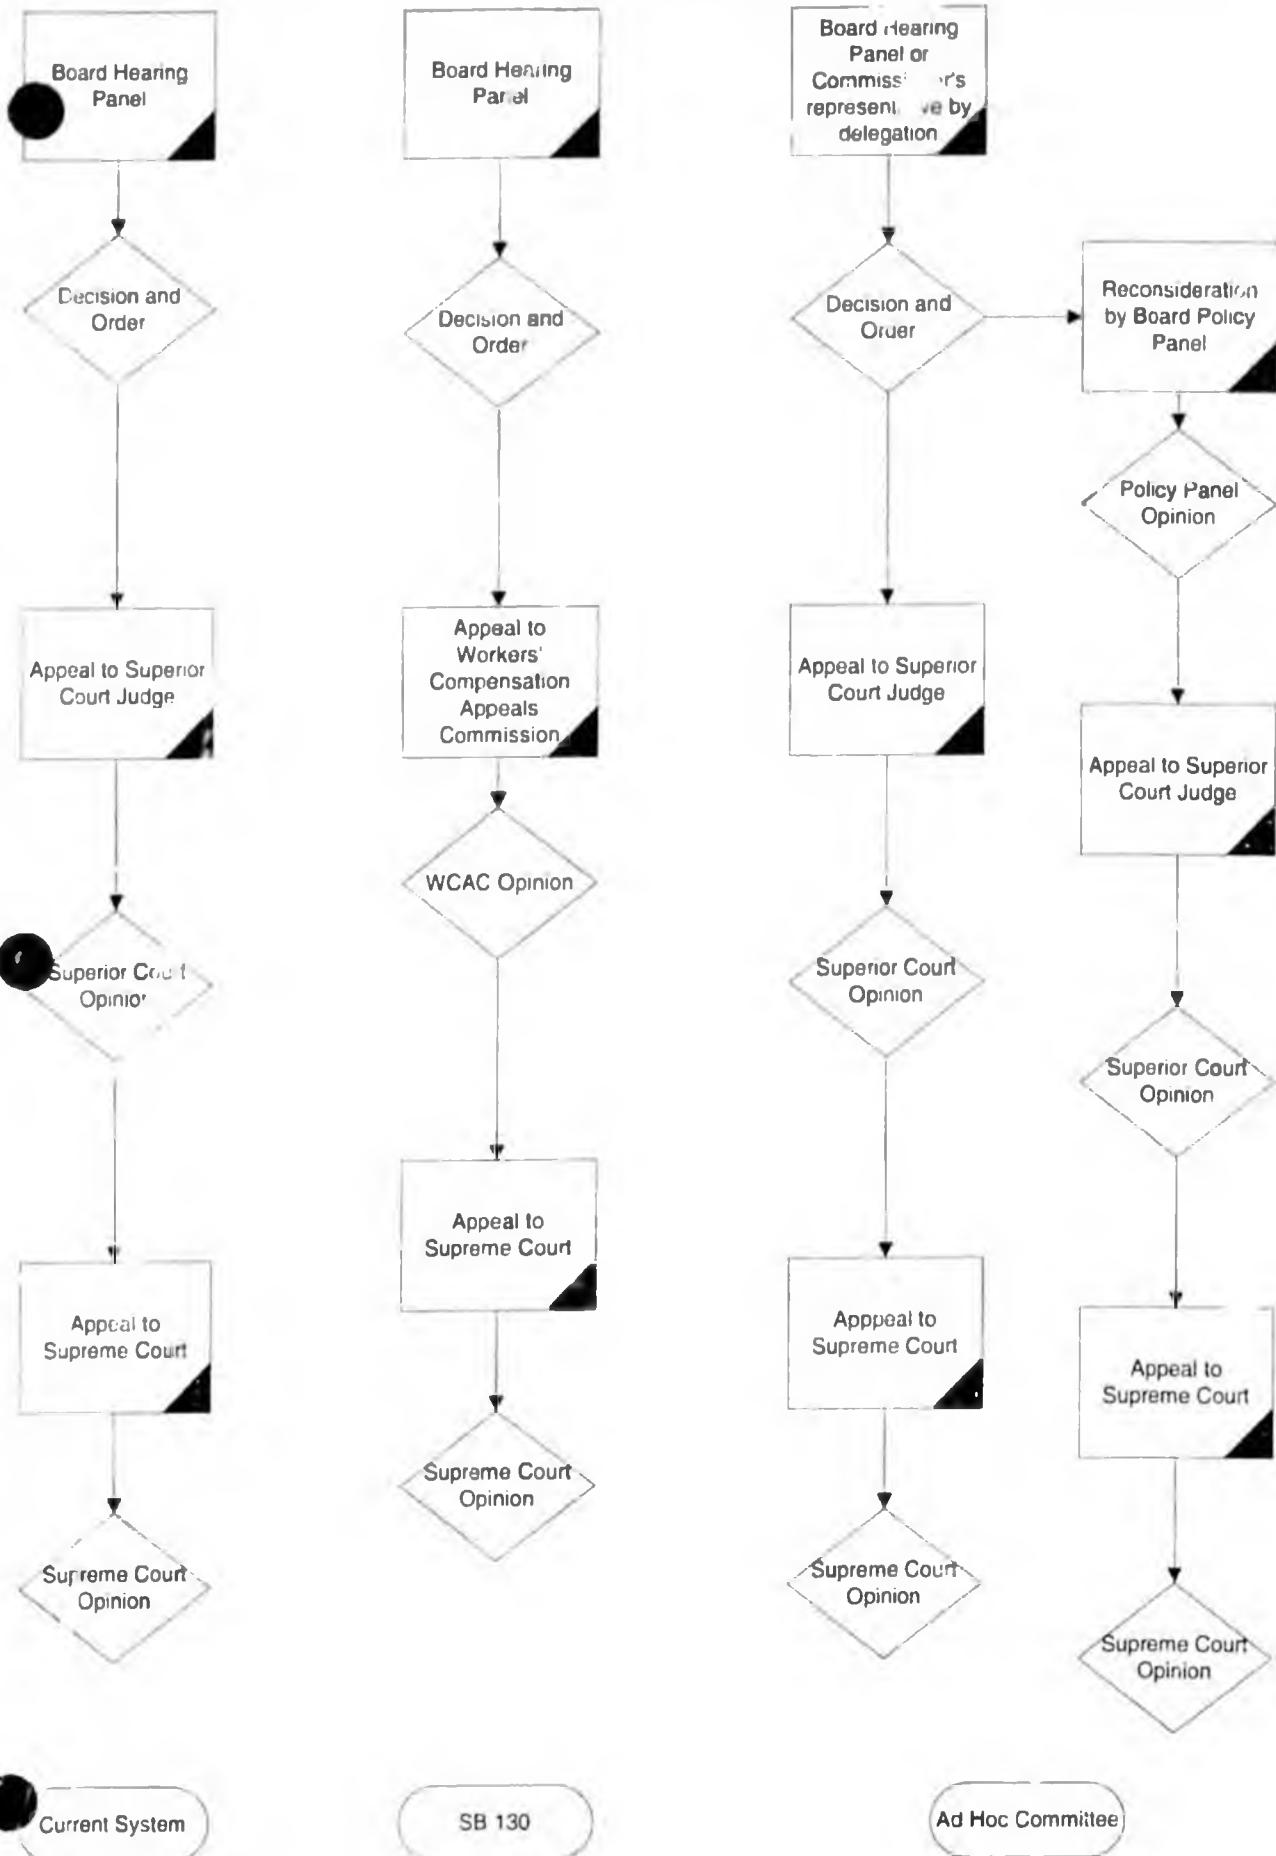 Board Hearing
Panel
Decision and
Order
Appeal to Superior
Court Judge
Superior Court
Opinion
Appeal to
Supreme Court
Supreme Court
Opinion
Current System
Board Hearing
Panel
Decision and
Order
Appeal to
Workers'
Compensation
Appeals
Commission
WCAC Opinion
Appeal to
Supreme Court
Supreme Court
Opinion
SB 130
Board Hearing
Panel or
Commissioner's
representative by
delegation
Decision and
Order
Appeal to Superior
Court Judge
Superior Court
Opinion
Apppeal to
Supreme Court
Supreme Court
Opinion
Reconsideration
by Board Policy
Panel
Policy Panel
Opinion
Appeal to Superior
Court Judge
Superior Court
Opinion
Appeal to
Supreme Court
Supreme Court
Opinion
Ad Hoc Committee